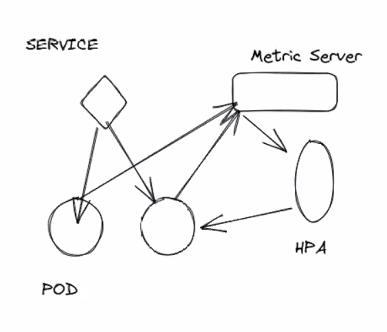 SERVICE
Metric Server
HPA
POD